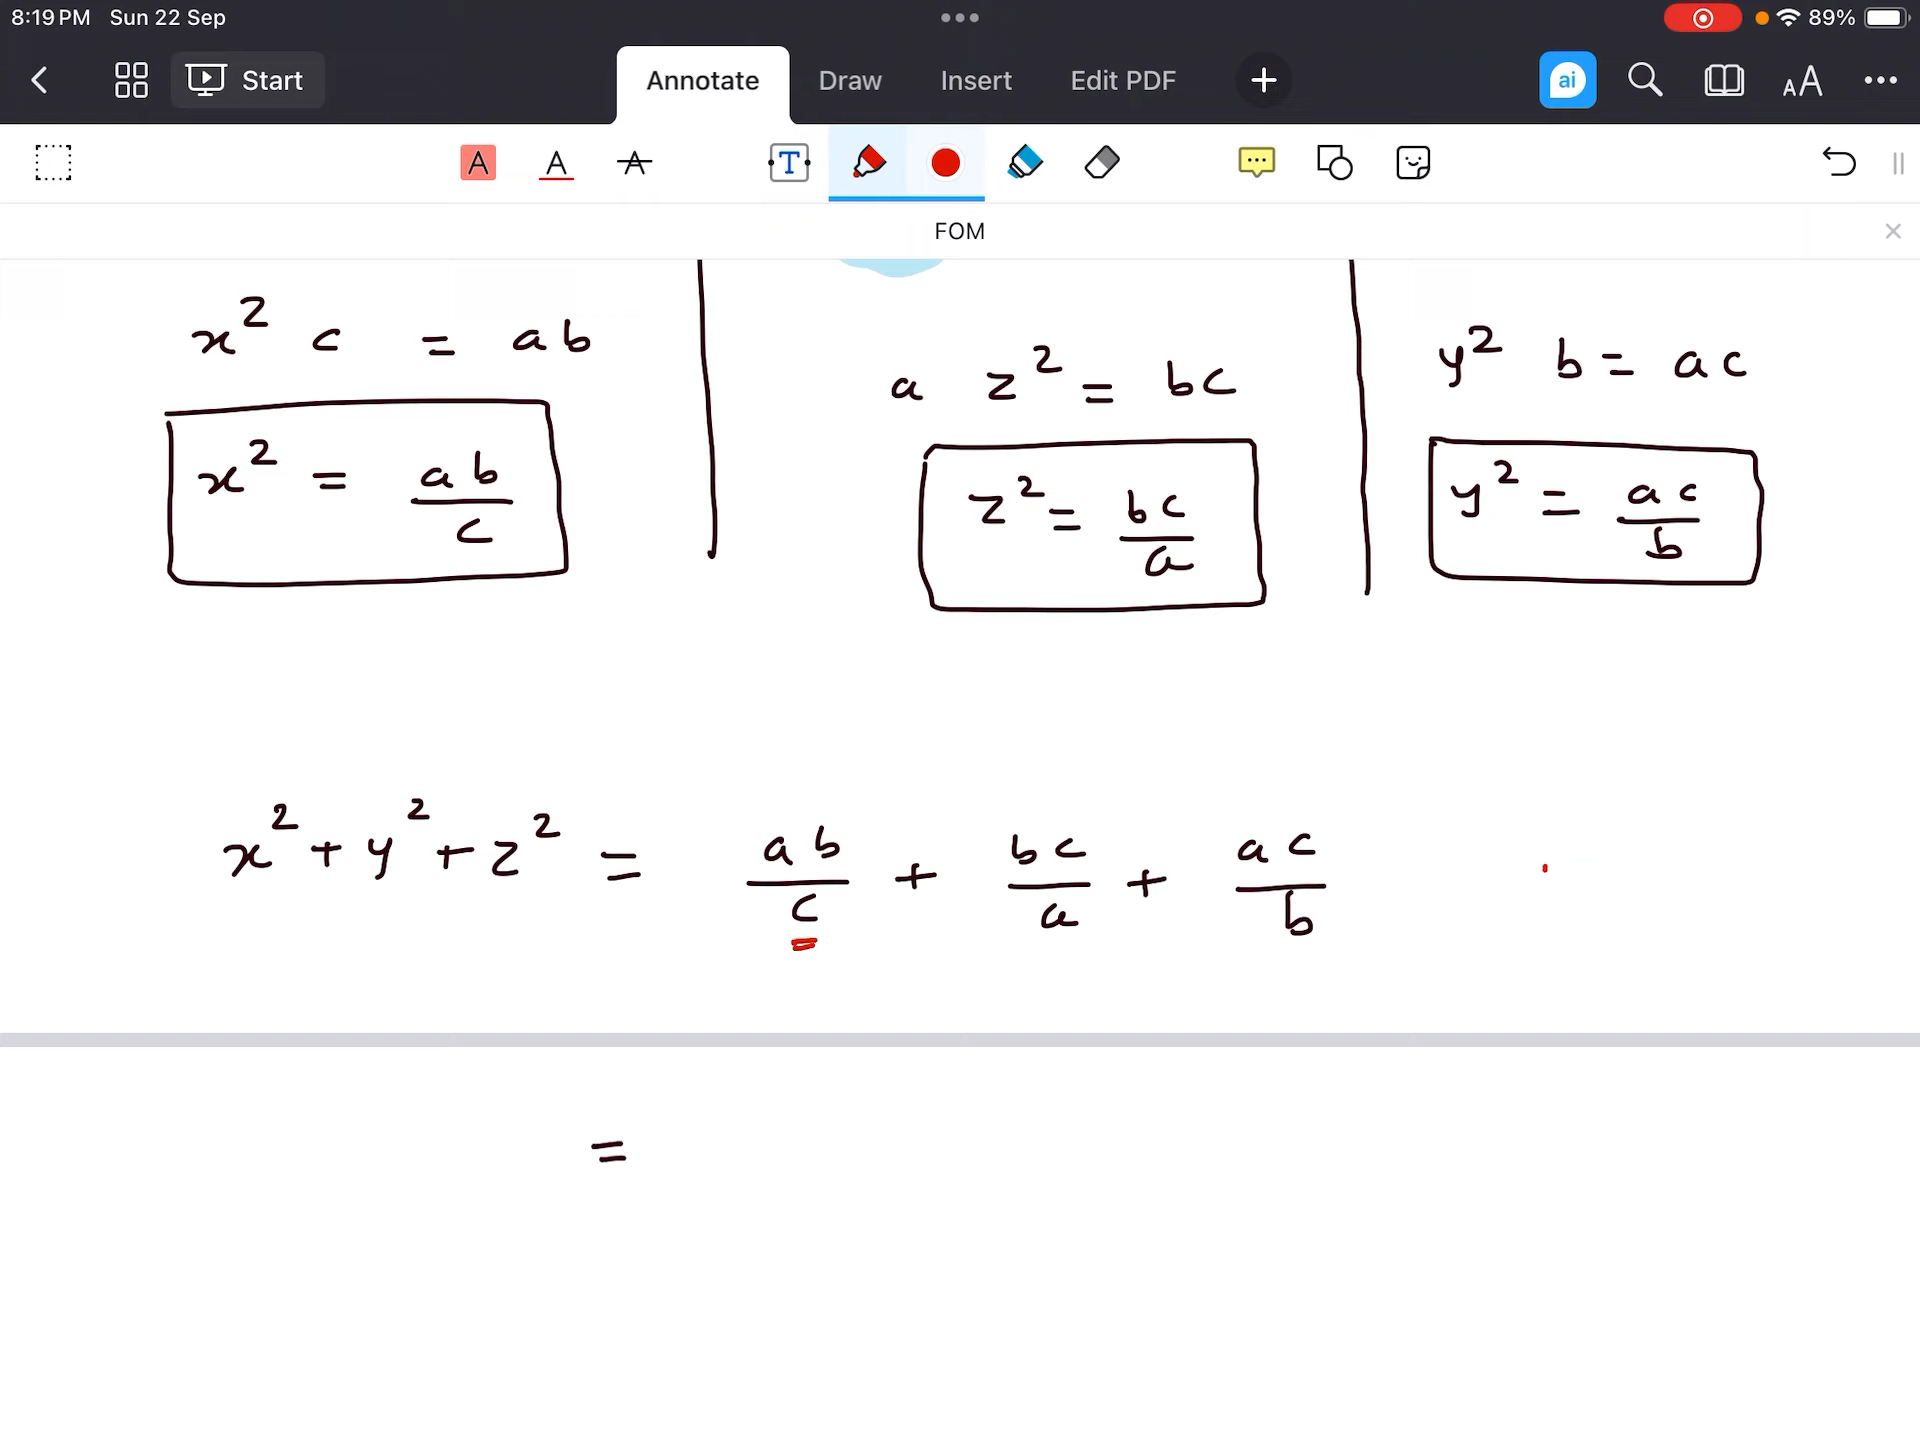 8:19 PM Sun 22 Sep 89%
Start Annotate Draw Insert Edit PDF + ai AA
A A A T
FOM
x² c = ab
x² = ab/c
a z² = bc
z² = bc/a
y² b = ac
y² = ac/b
x² + y² + z² = ab/c + bc/a + ac/b
=